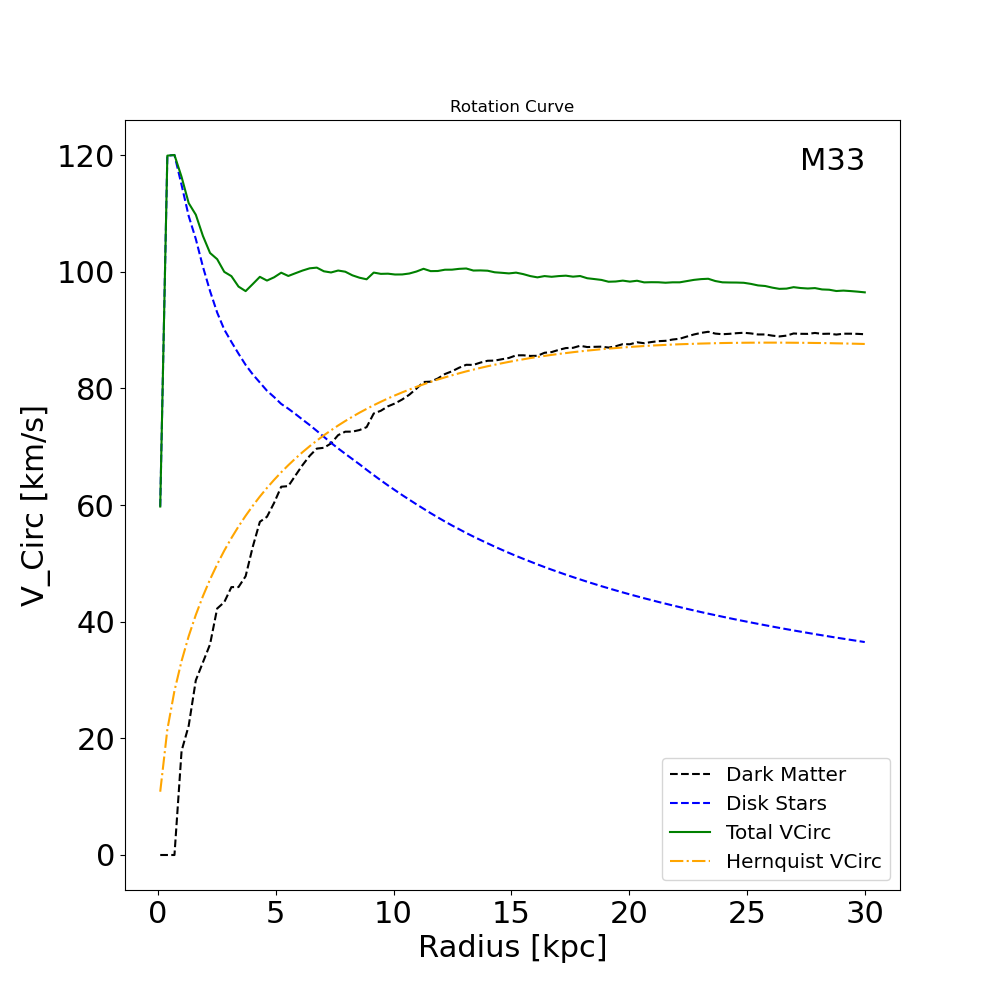 Rotation Curve
M33
120
100
80
60
40
20
0
V_Circ [km/s]
0 5 10 15 20 25 30
Radius [kpc]
Dark Matter
Disk Stars
Total VCirc
Hernquist VCirc